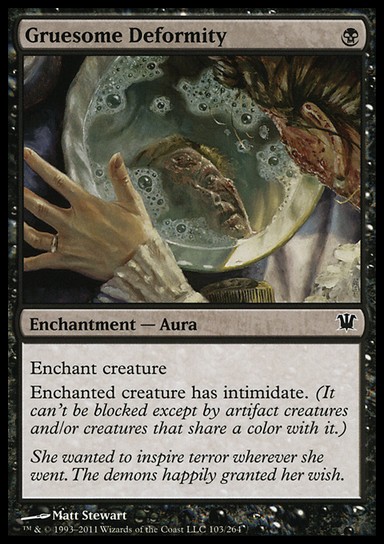 Gruesome Deformity
Enchantment — Aura
Enchant creature
Enchanted creature has intimidate. (It
can't be blocked except by artifact creatures
and/or creatures that share a color with it.)
She wanted to inspire terror wherever she
went. The demons happily granted her wish.
Matt Stewart
™ & © 1993–2011 Wizards of the Coast LLC 103/264